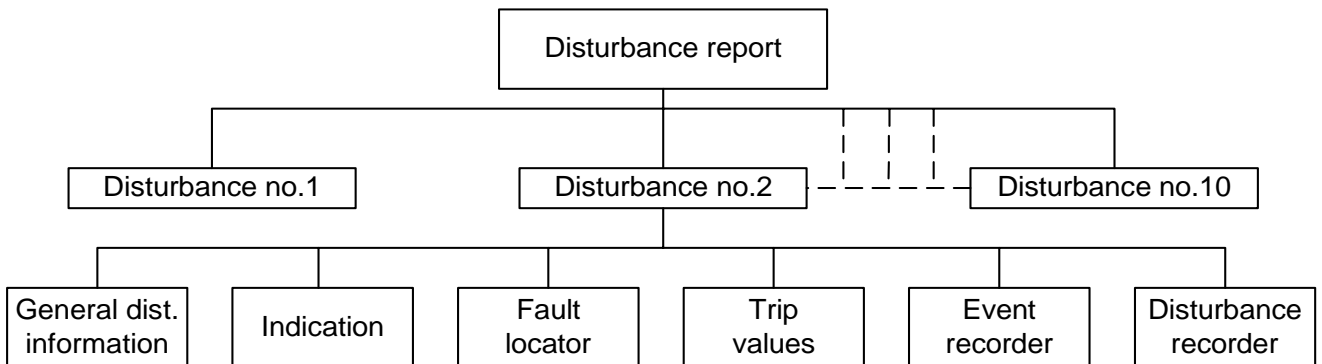 Disturbance report
Disturbance no.1
Disturbance no.2
Disturbance no.10
General dist.
information
Indication
Fault
locator
Trip
values
Event
recorder
Disturbance
recorder